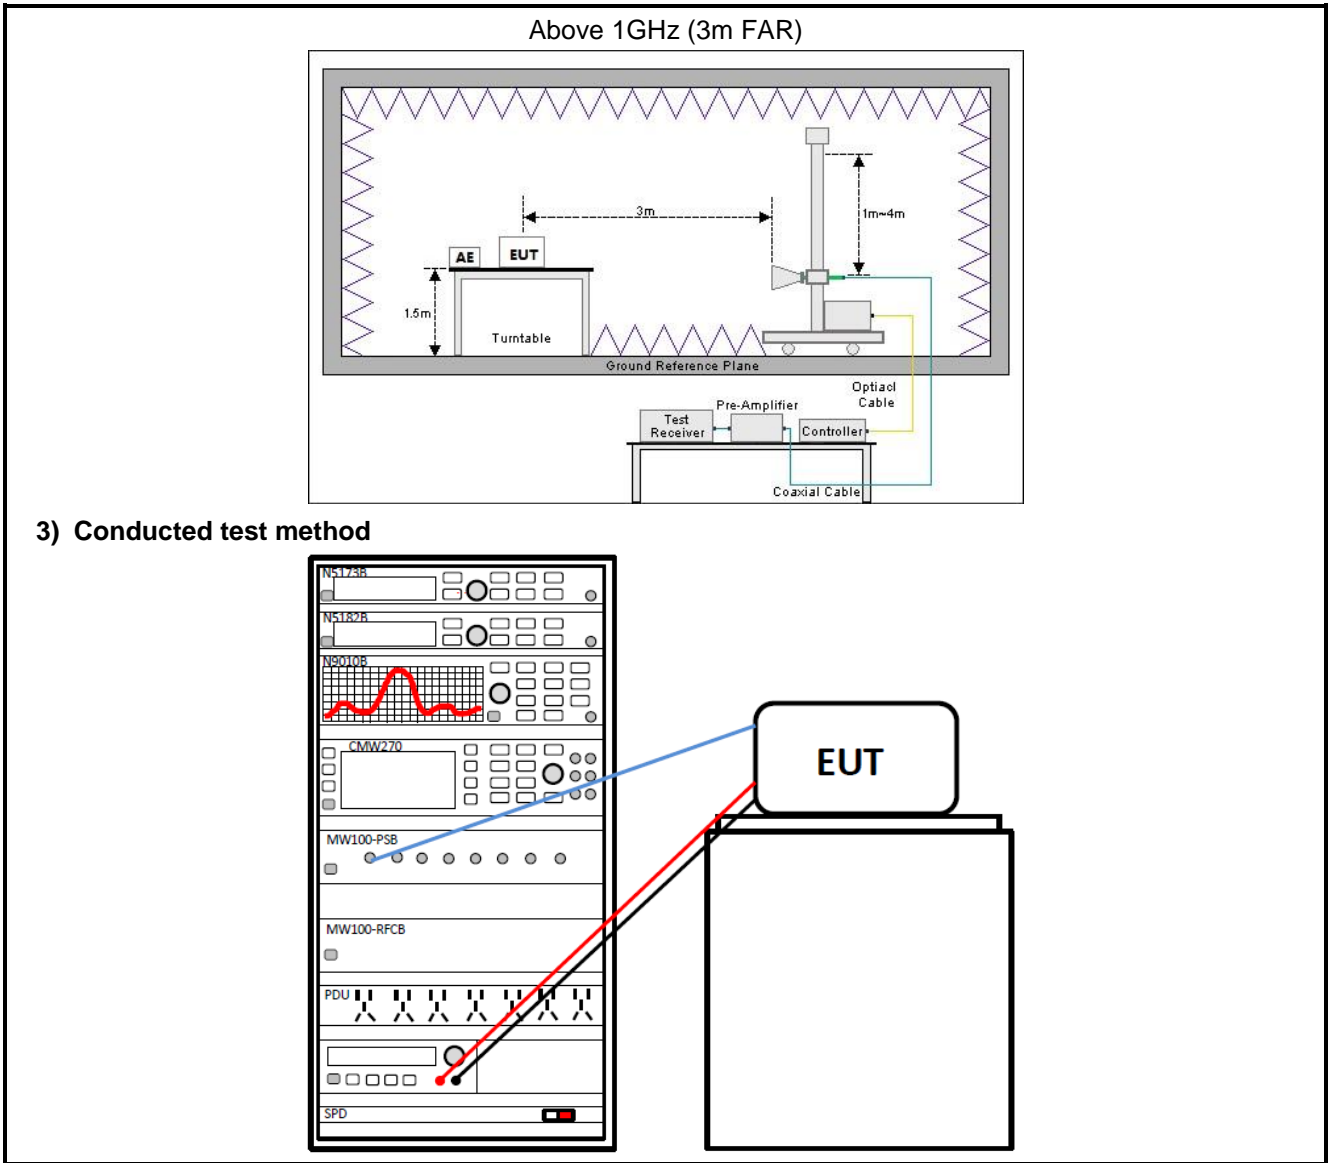 Above 1GHz (3m FAR)
3m
1m~4m
AE
EUT
1.5m
Turntable
Ground Reference Plane
Optiacl
Cable
Pre-Amplifier
Test
Receiver
Controller
Coaxial Cable
3) Conducted test method
N5173B
N5182B
N9010B
CMW270
EUT
MW100-PSB
MW100-RFCB
PDU
SPD